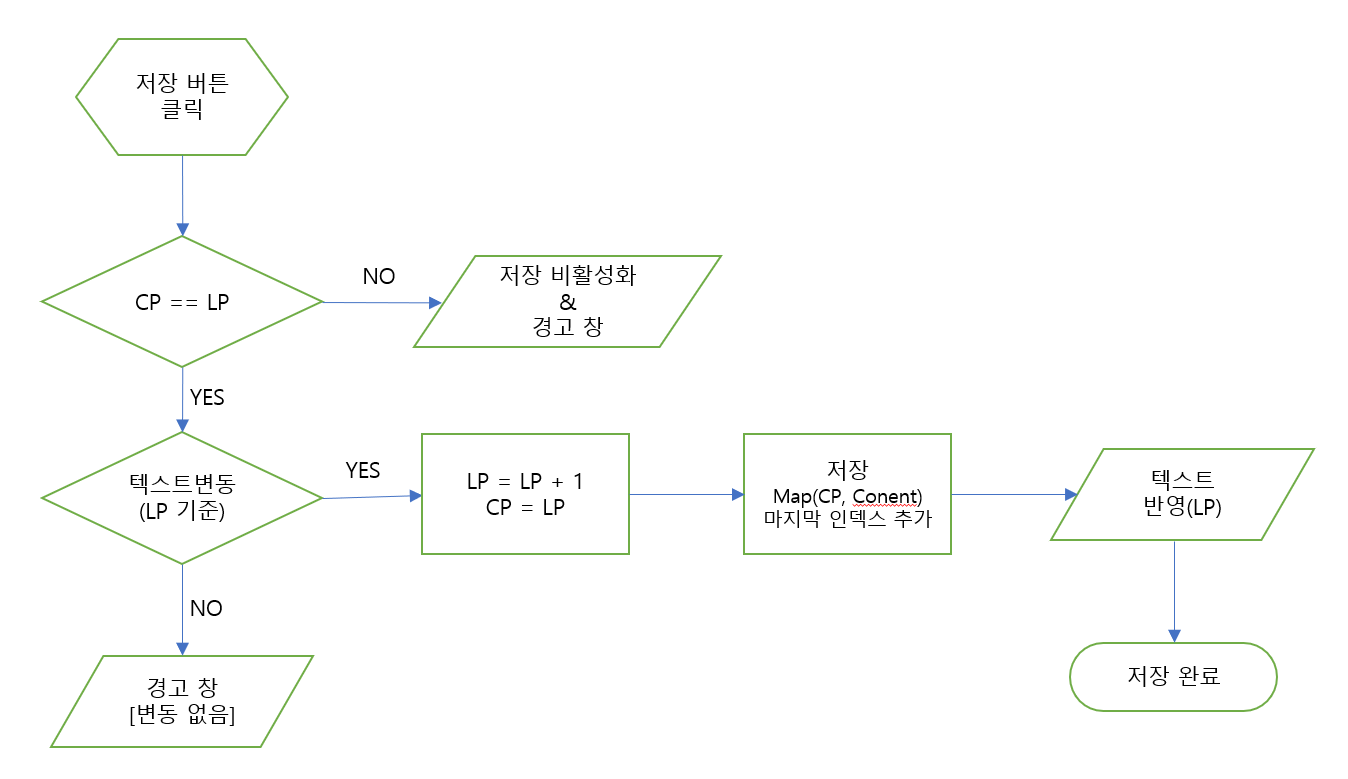 저장 버튼
클릭
CP == LP
NO
저장 비활성화
&
경고 창
YES
텍스트변동
(LP 기준)
YES
LP = LP + 1
CP = LP
저장
Map(CP, Conent)
마지막 인덱스 추가
텍스트
반영(LP)
NO
경고 창
[변동 없음]
저장 완료